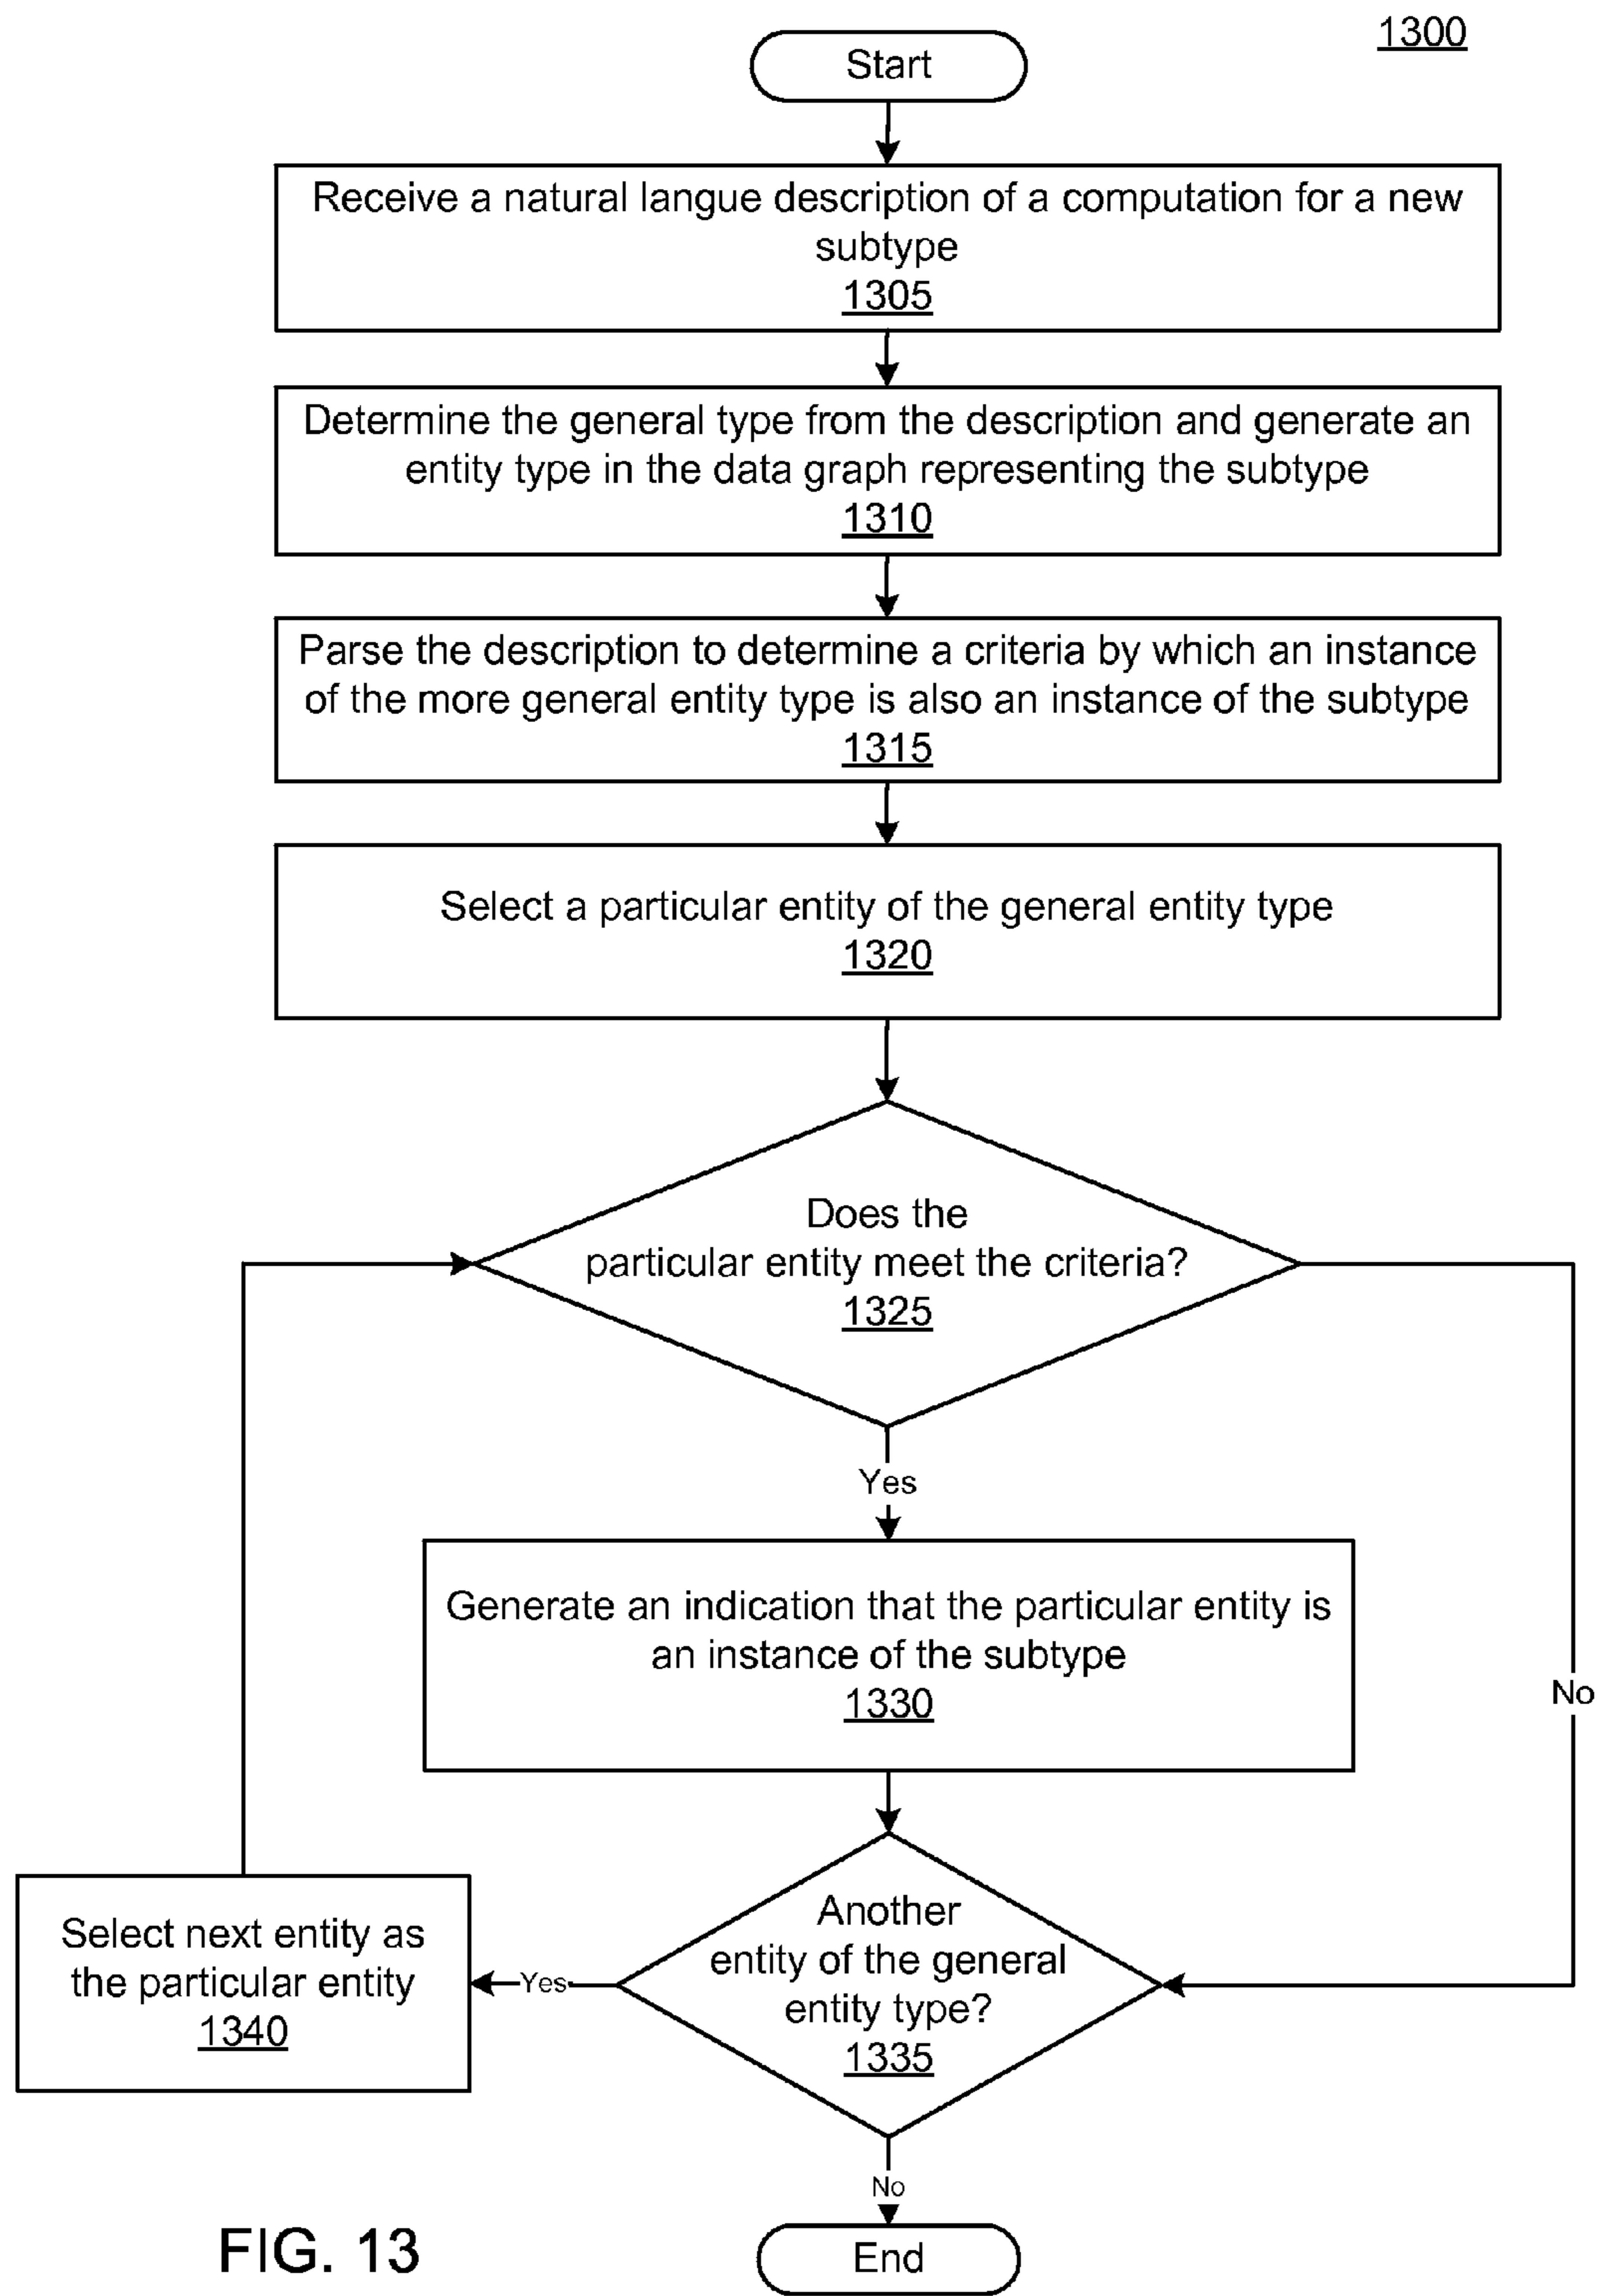 1300
Start
Receive a natural langue description of a computation for a new
subtype
1305
Determine the general type from the description and generate an
entity type in the data graph representing the subtype
1310
Parse the description to determine a criteria by which an instance
of the more general entity type is also an instance of the subtype
1315
Select a particular entity of the general entity type
1320
Does the
particular entity meet the criteria?
1325
Yes
Generate an indication that the particular entity is
an instance of the subtype
1330
No
Another
entity of the general
entity type?
1335
Yes
Select next entity as
the particular entity
1340
No
End
FIG. 13